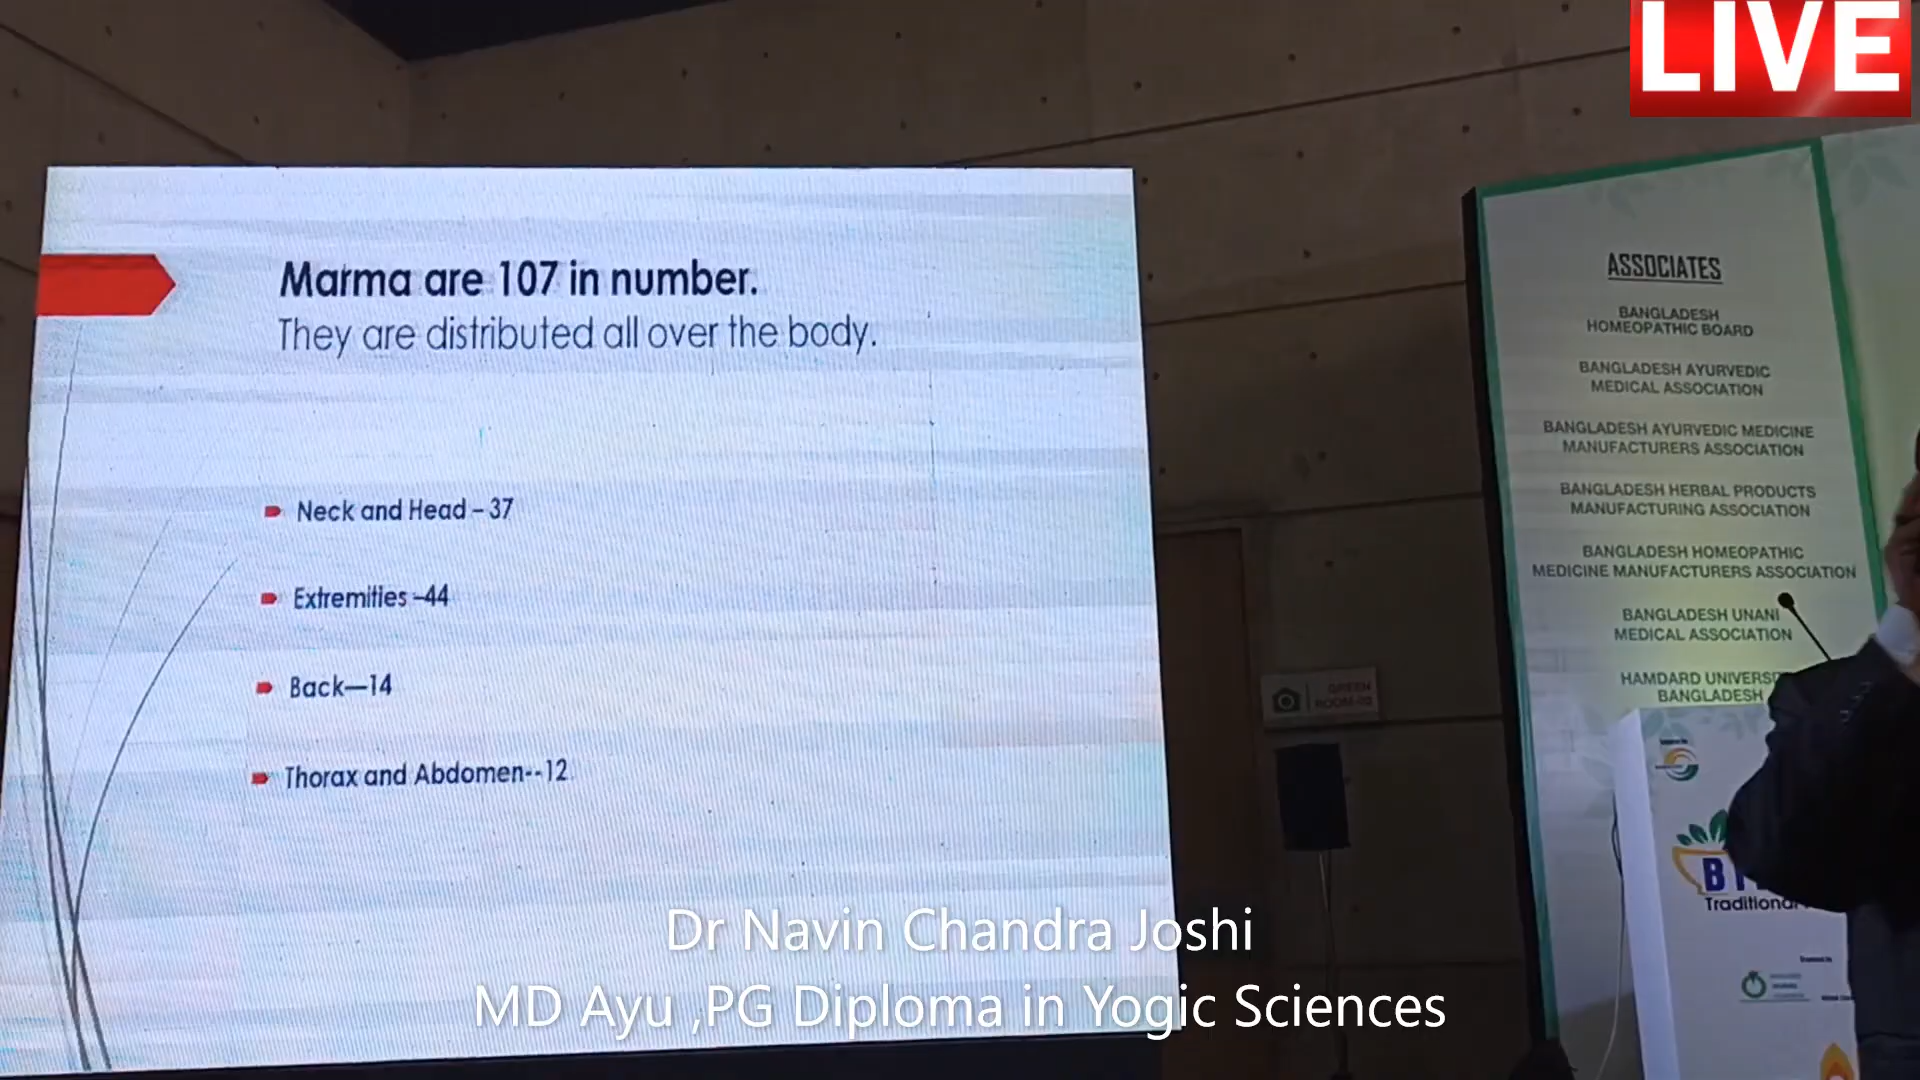 LIVE
Marma are 107 in number.
They are distributed all over the body.
Neck and Head – 37
Extremities –44
Back—14
Thorax and Abdomen--12
ASSOCIATES
BANGLADESH
HOMEOPATHIC BOARD
BANGLADESH AYURVEDIC
MEDICAL ASSOCIATION
BANGLADESH AYURVEDIC MEDICINE
MANUFACTURERS ASSOCIATION
BANGLADESH HERBAL PRODUCTS
MANUFACTURING ASSOCIATION
BANGLADESH HOMEOPATHIC
MEDICINE MANUFACTURERS ASSOCIATION
BANGLADESH UNANI
MEDICAL ASSOCIATION
HAMDARD
BANGLADESH
GREEN
Traditional
Dr Navin Chandra Joshi
MD Ayu ,PG Diploma in Yogic Sciences